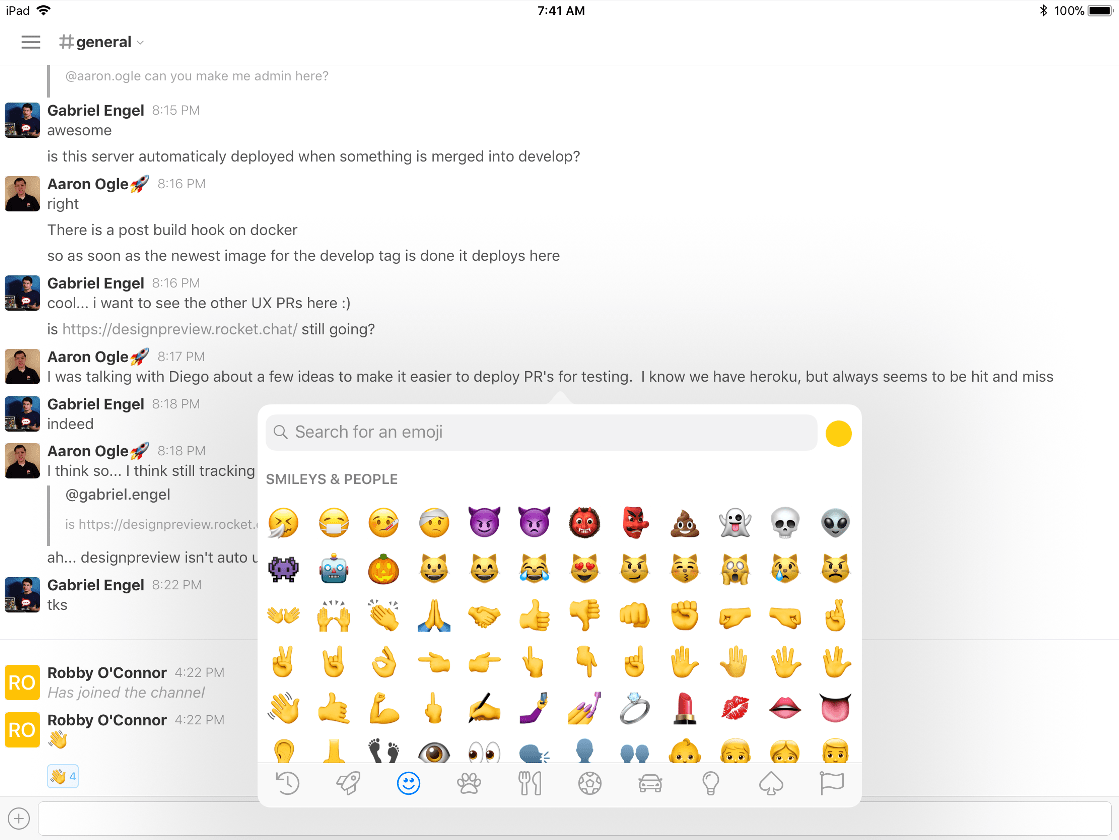 iPad 7:41 AM 100%
#general
@aaron.ogle can you make me admin here?
Gabriel Engel 8:15 PM
awesome
is this server automaticaly deployed when something is merged into develop?
Aaron Ogle🚀 8:16 PM
right
There is a post build hook on docker
so as soon as the newest image for the develop tag is done it deploys here
Gabriel Engel 8:16 PM
cool... i want to see the other UX PRs here :)
is https://designpreview.rocket.chat/ still going?
Aaron Ogle🚀 8:17 PM
I was talking with Diego about a few ideas to make it easier to deploy PR's for testing.  I know we have heroku, but always seems to be hit and miss
Gabriel Engel 8:18 PM
indeed
Aaron Ogle🚀 8:18 PM
I think so... I think still tracking
@gabriel.engel
is https://designpreview.rocket.
ah... designpreview isn't auto u
Gabriel Engel 8:22 PM
tks
Search for an emoji
SMILEYS & PEOPLE
RO
Robby O'Connor 4:22 PM
Has joined the channel
RO
Robby O'Connor 4:22 PM
👋
👋 4